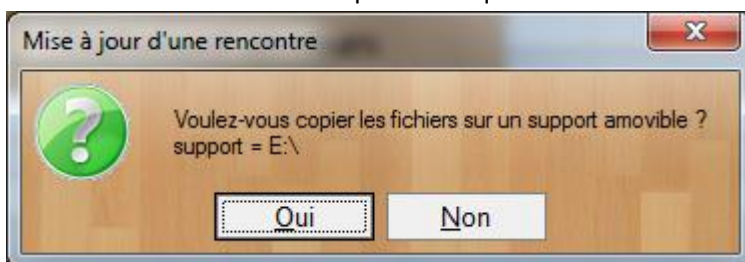 Mise à jour d'une rencontre
Voulez-vous copier les fichiers sur un support amovible ?
support = E:\
Oui
Non